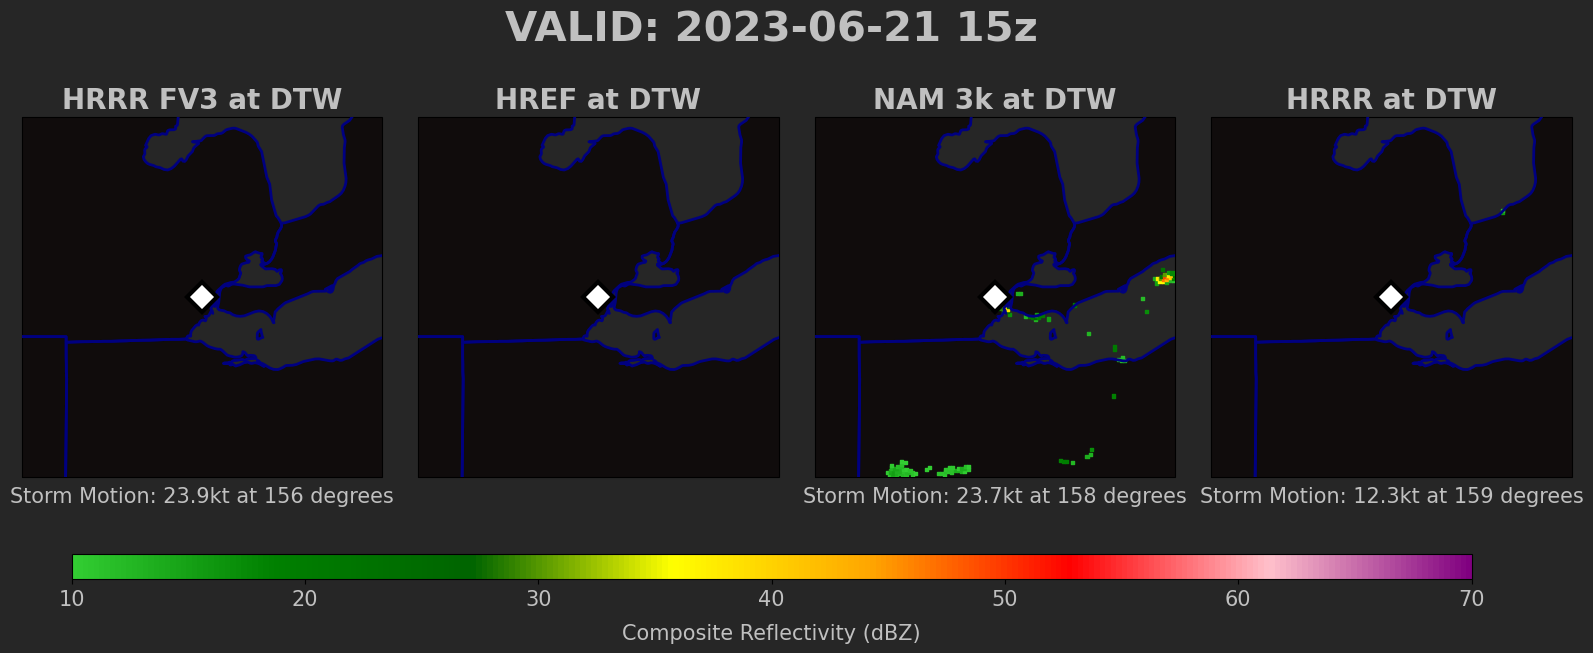 VALID: 2023-06-21 15z
HRRR FV3 at DTW
HREF at DTW
NAM 3k at DTW
HRRR at DTW
Storm Motion: 23.9kt at 156 degrees
Storm Motion: 23.7kt at 158 degrees
Storm Motion: 12.3kt at 159 degrees
10 20 30 40 50 60 70
Composite Reflectivity (dBZ)